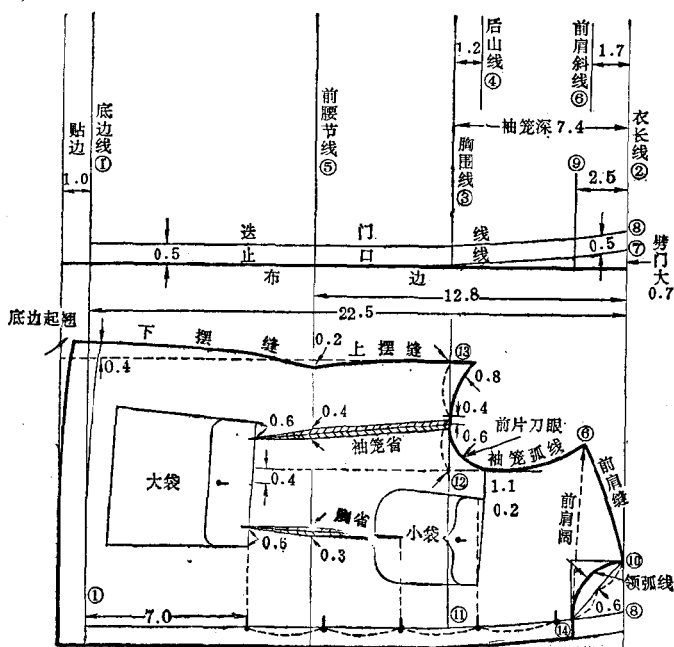 后山线④
前肩斜线⑥
1.2
1.7
底边线①
贴边
前腰节线⑤
袖笼深7.4
衣长线②
胸围线③
⑨
1.0
2.5
迭门线
⑧
0.5
止口线
0.5
⑦
劈门大
0.7
布边
12.8
22.5
底边起翘
下摆缝
0.2
上摆缝
⑬
0.4
0.8
0.6
0.4
0.4
前片刀眼
0.6
袖笼弧线
⑥
袖笼省
大袋
0.4
⑫
1.1
前肩缝
0.2
前肩阔
胸省
小袋
0.6
0.3
⑩
领弧线
①
0.6
7.0
⑪
⑧
⑭